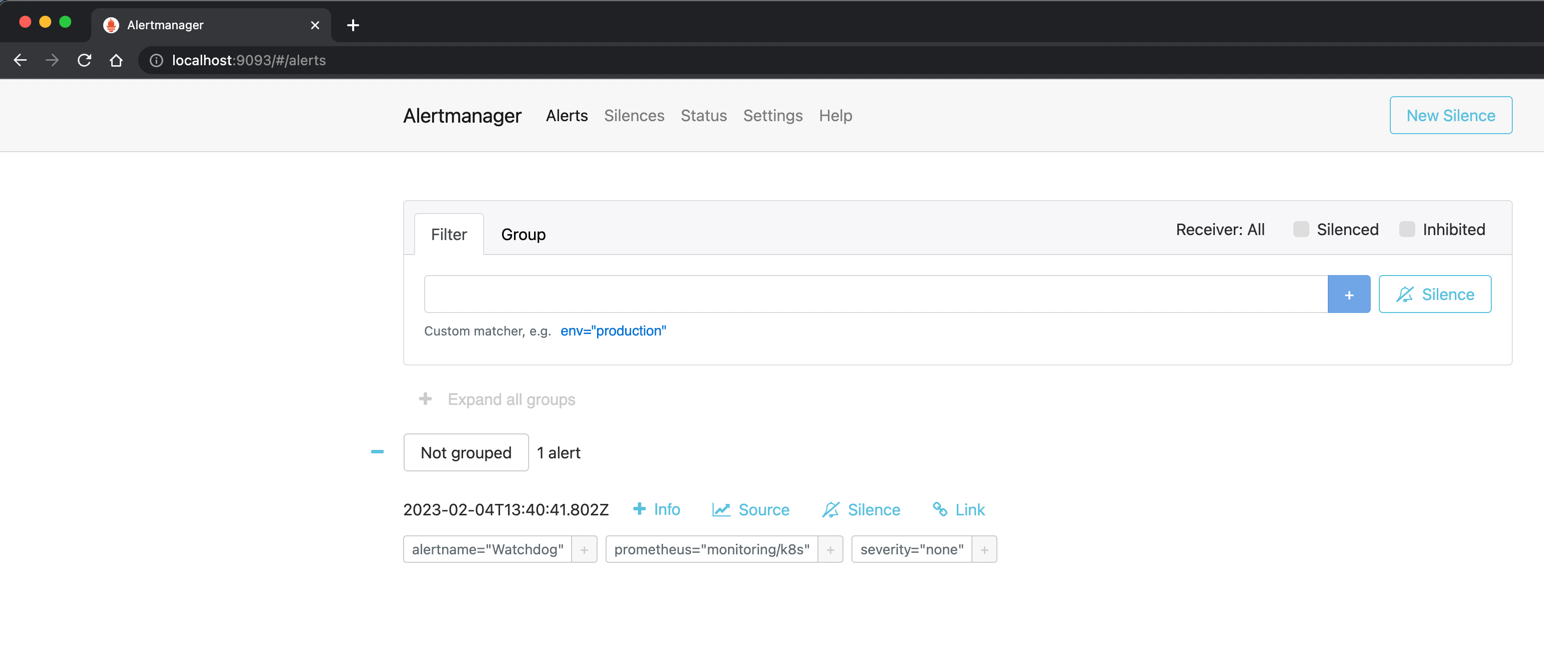 Alertmanager
localhost:9093/#/alerts
Alertmanager Alerts Silences Status Settings Help New Silence
Filter Group Receiver: All Silenced Inhibited
+ Silence
Custom matcher, e.g. env="production"
+ Expand all groups
Not grouped 1 alert
2023-02-04T13:40:41.802Z + Info Source Silence Link
alertname="Watchdog" + prometheus="monitoring/k8s" + severity="none" +